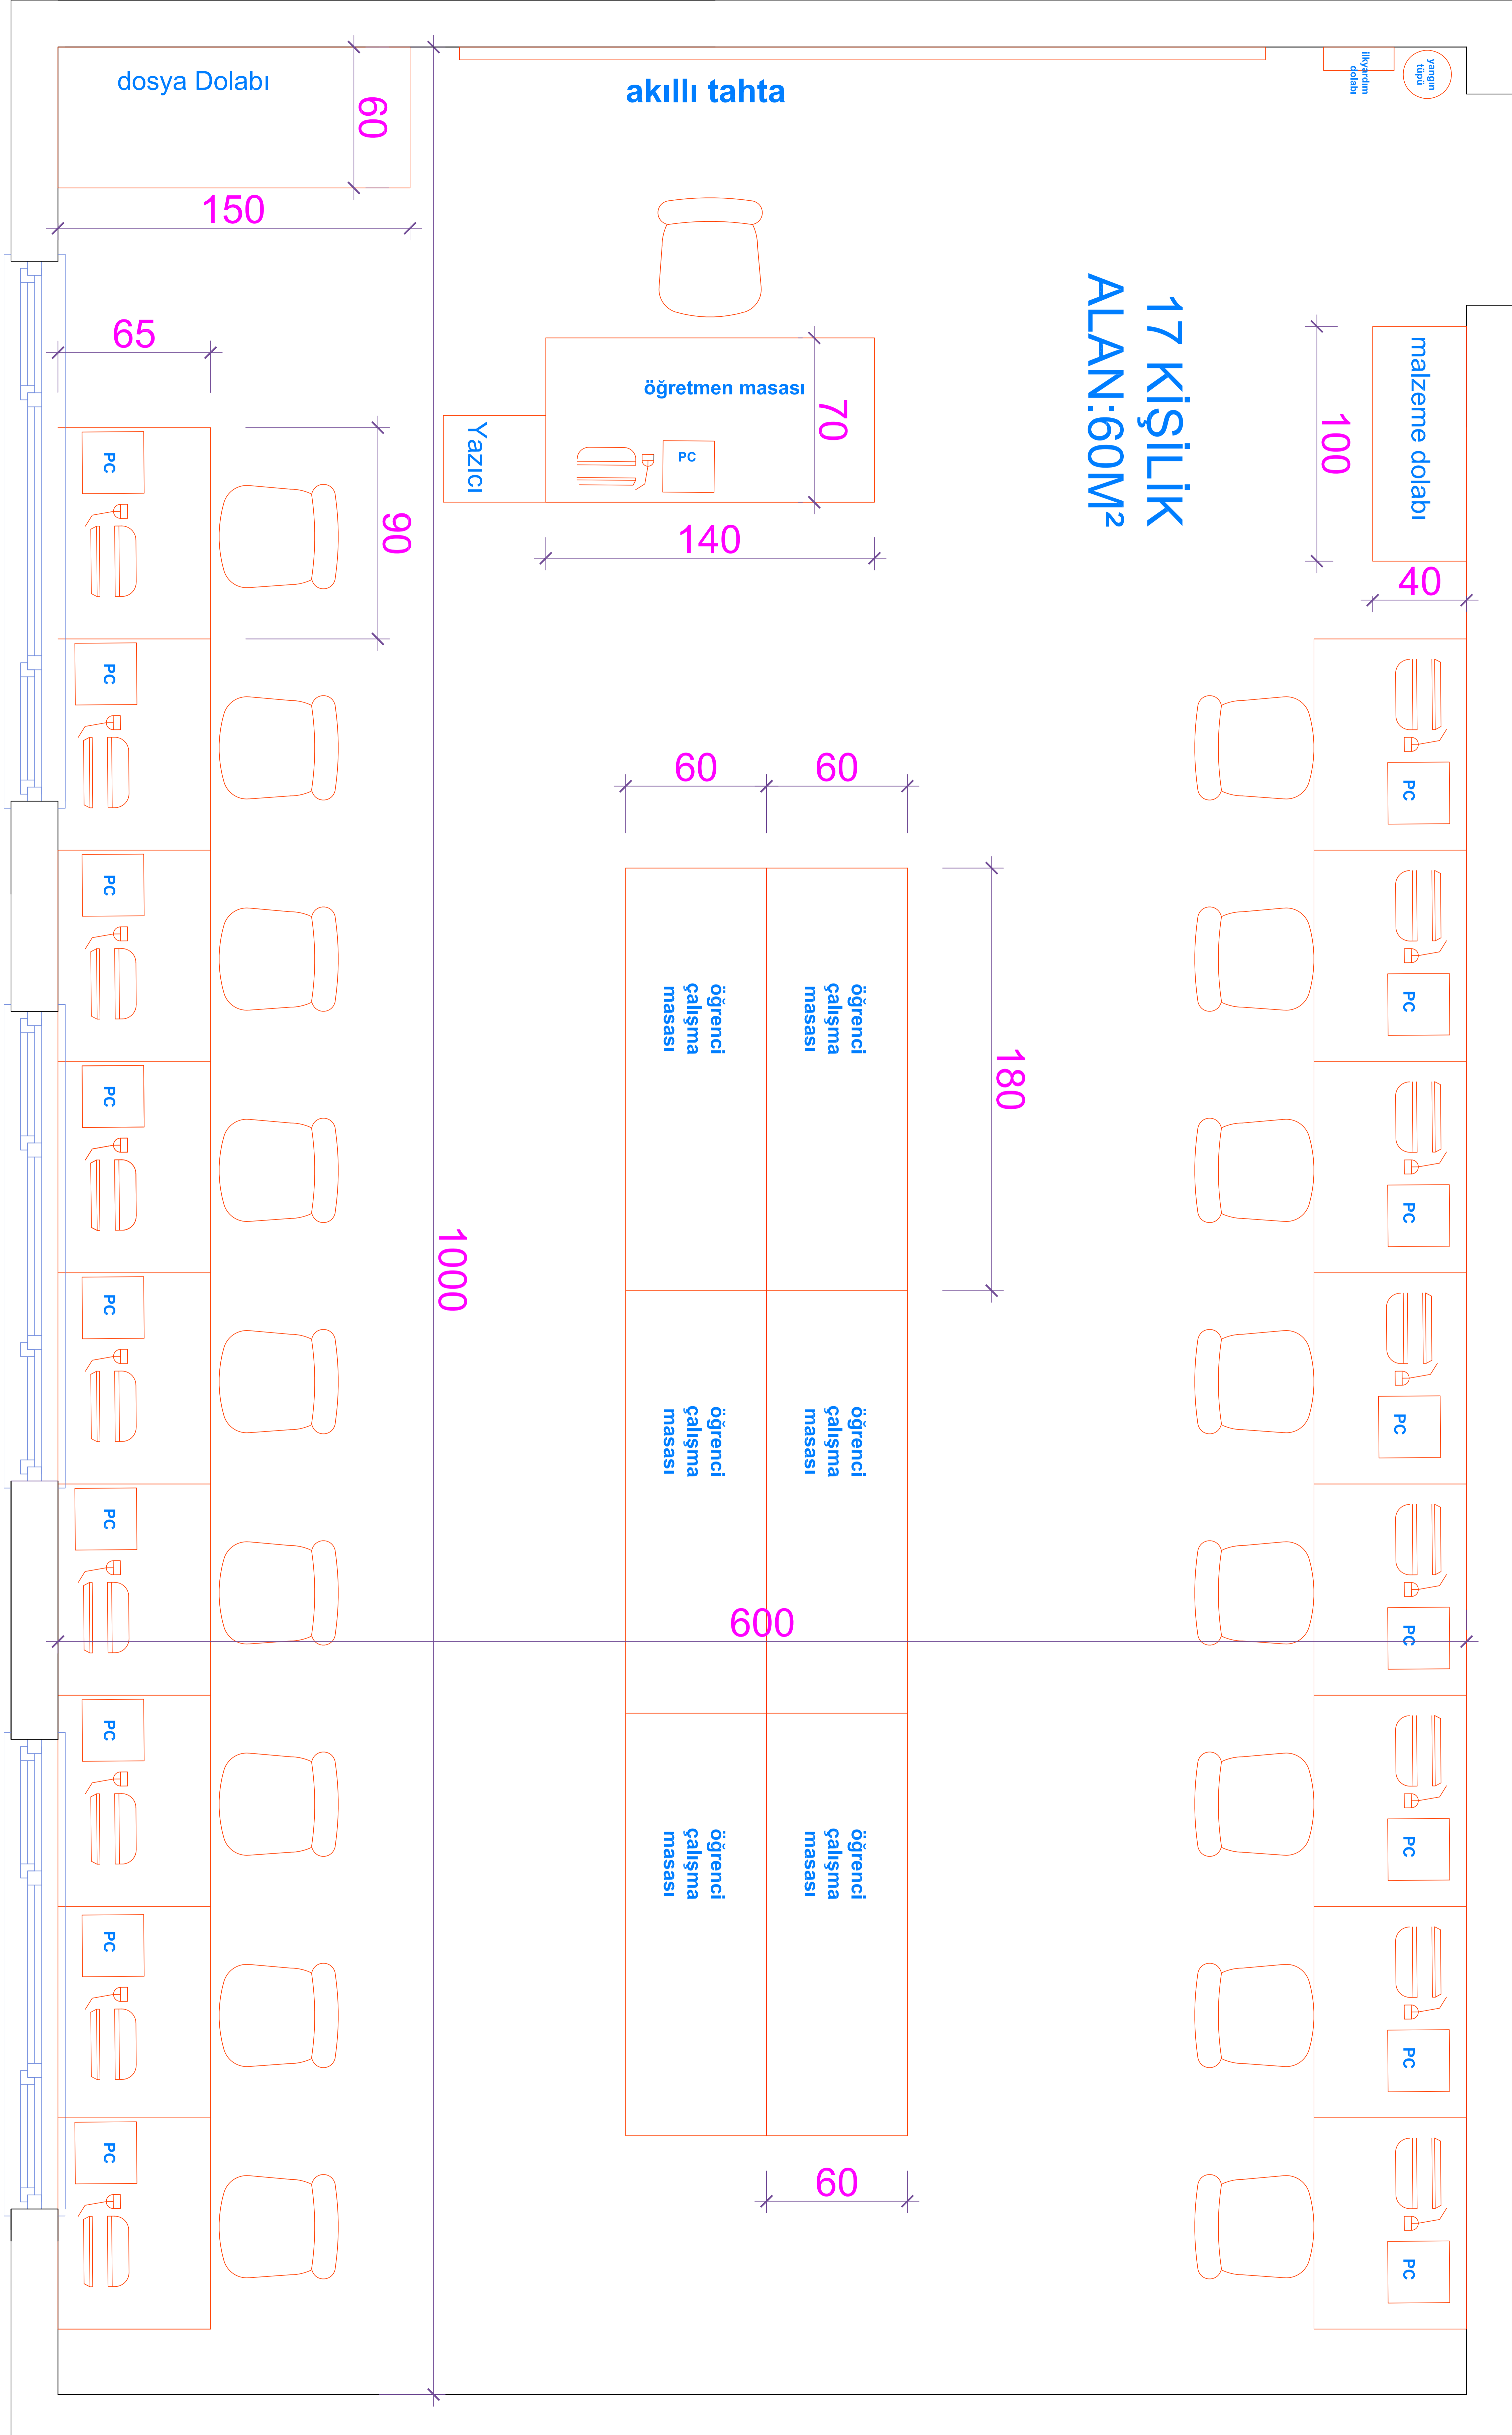 dosya Dolabı
60
150
akıllı tahta
ilkyardım
dolabı
yangın
tüpü
17 KİŞİLİK
ALAN:60M²
malzeme dolabı
100
40
65
90
öğretmen masası
70
PC
Yazıcı
140
PC
PC
PC
PC
PC
PC
PC
PC
PC
60
60
180
öğrenci
çalışma
masası
öğrenci
çalışma
masası
öğrenci
çalışma
masası
öğrenci
çalışma
masası
öğrenci
çalışma
masası
öğrenci
çalışma
masası
1000
600
60
PC
PC
PC
PC
PC
PC
PC
PC